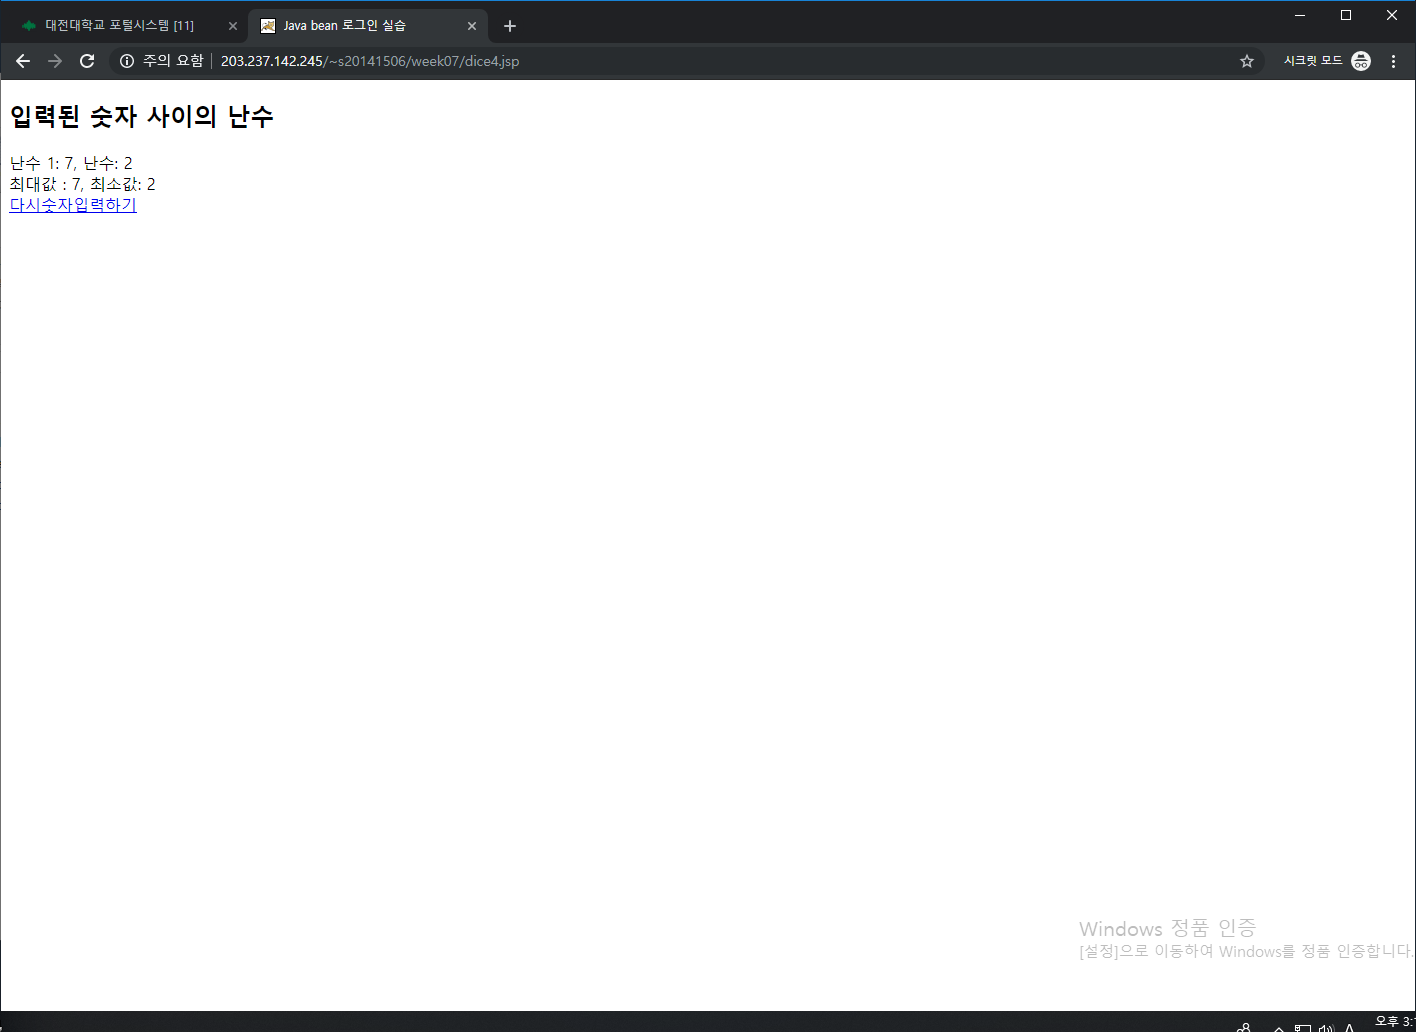 대전대학교 포털시스템 [11]
Java bean 로그인 실습
주의 요함 203.237.142.245/~s20141506/week07/dice4.jsp
시크릿 모드
입력된 숫자 사이의 난수
난수 1: 7, 난수: 2
최대값 : 7, 최소값: 2
다시숫자입력하기
Windows 정품 인증
[설정]으로 이동하여 Windows를 정품 인증합니다.
A
오후 3: